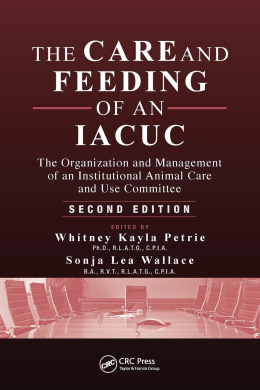 THE CARE AND
FEEDING
OF AN
IACUC
The Organization and Management
of an Institutional Animal Care
and Use Committee
SECOND EDITION
EDITED BY
Whitney Kayla Petrie
Ph.D., R.L.A.T.G., C.P.I.A.
Sonja Lea Wallace
B.A., R.V.T., R.L.A.T.G., C.P.I.A.
CRC Press
Taylor & Francis Group